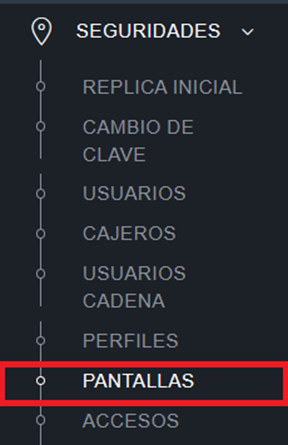 SEGURIDADES
REPLICA INICIAL
CAMBIO DE
CLAVE
USUARIOS
CAJEROS
USUARIOS
CADENA
PERFILES
PANTALLAS
ACCESOS